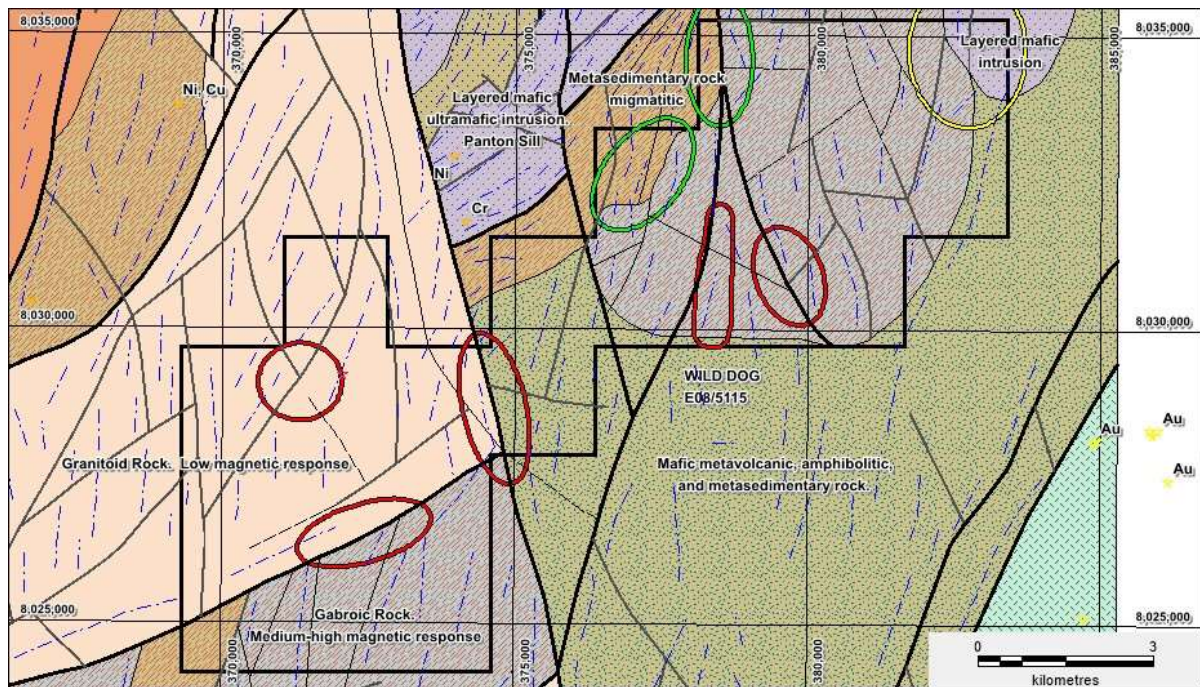 8,035,000
370,000
375,000
380,000
385,000
8,035,000
Layered mafic
intrusion
Metasedimentary rock
migmatitic
Ni, Cu
Layered mafic
ultramafic intrusion.
Panton Sill
Ni
Cr
8,030,000
8,030,000
WILD DOG
E08/5115
Au
Au
Au
Granitoid Rock. Low magnetic response
Mafic metavolcanic, amphibolitic,
and metasedimentary rock.
8,025,000
8,025,000
Gabroic Rock.
Medium-high magnetic response
370,000
375,000
380,000
0
3
kilometres